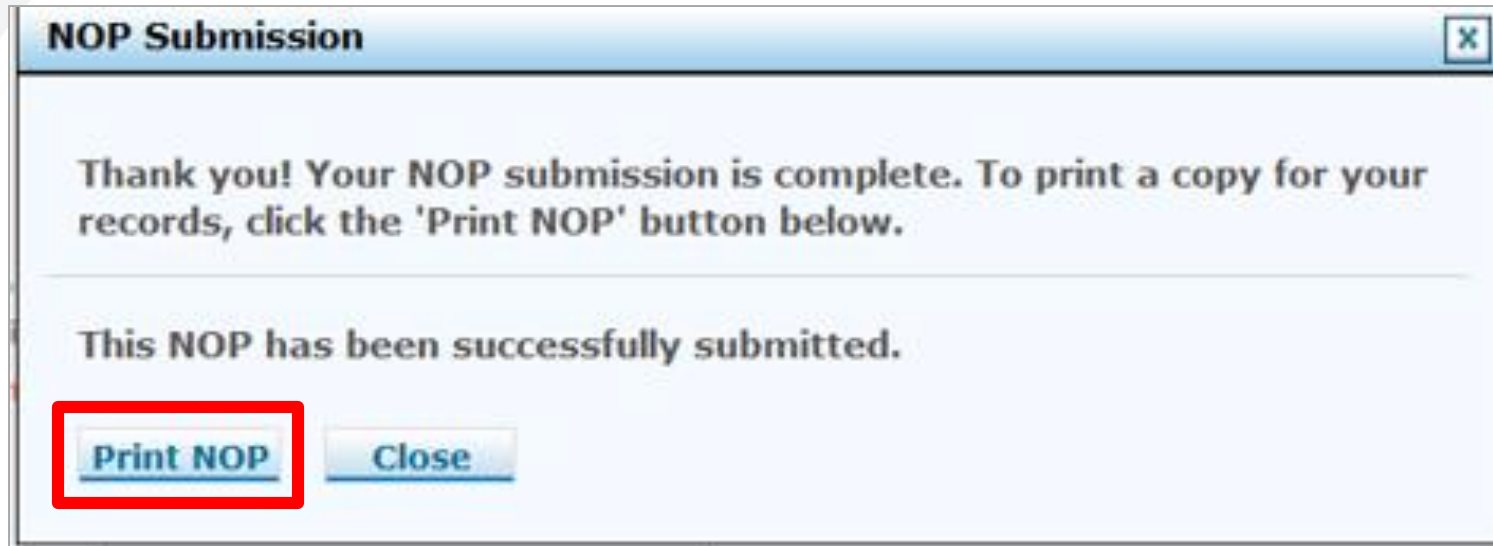 NOP Submission
x
Thank you! Your NOP submission is complete. To print a copy for your
records, click the 'Print NOP' button below.
This NOP has been successfully submitted.
Print NOP Close